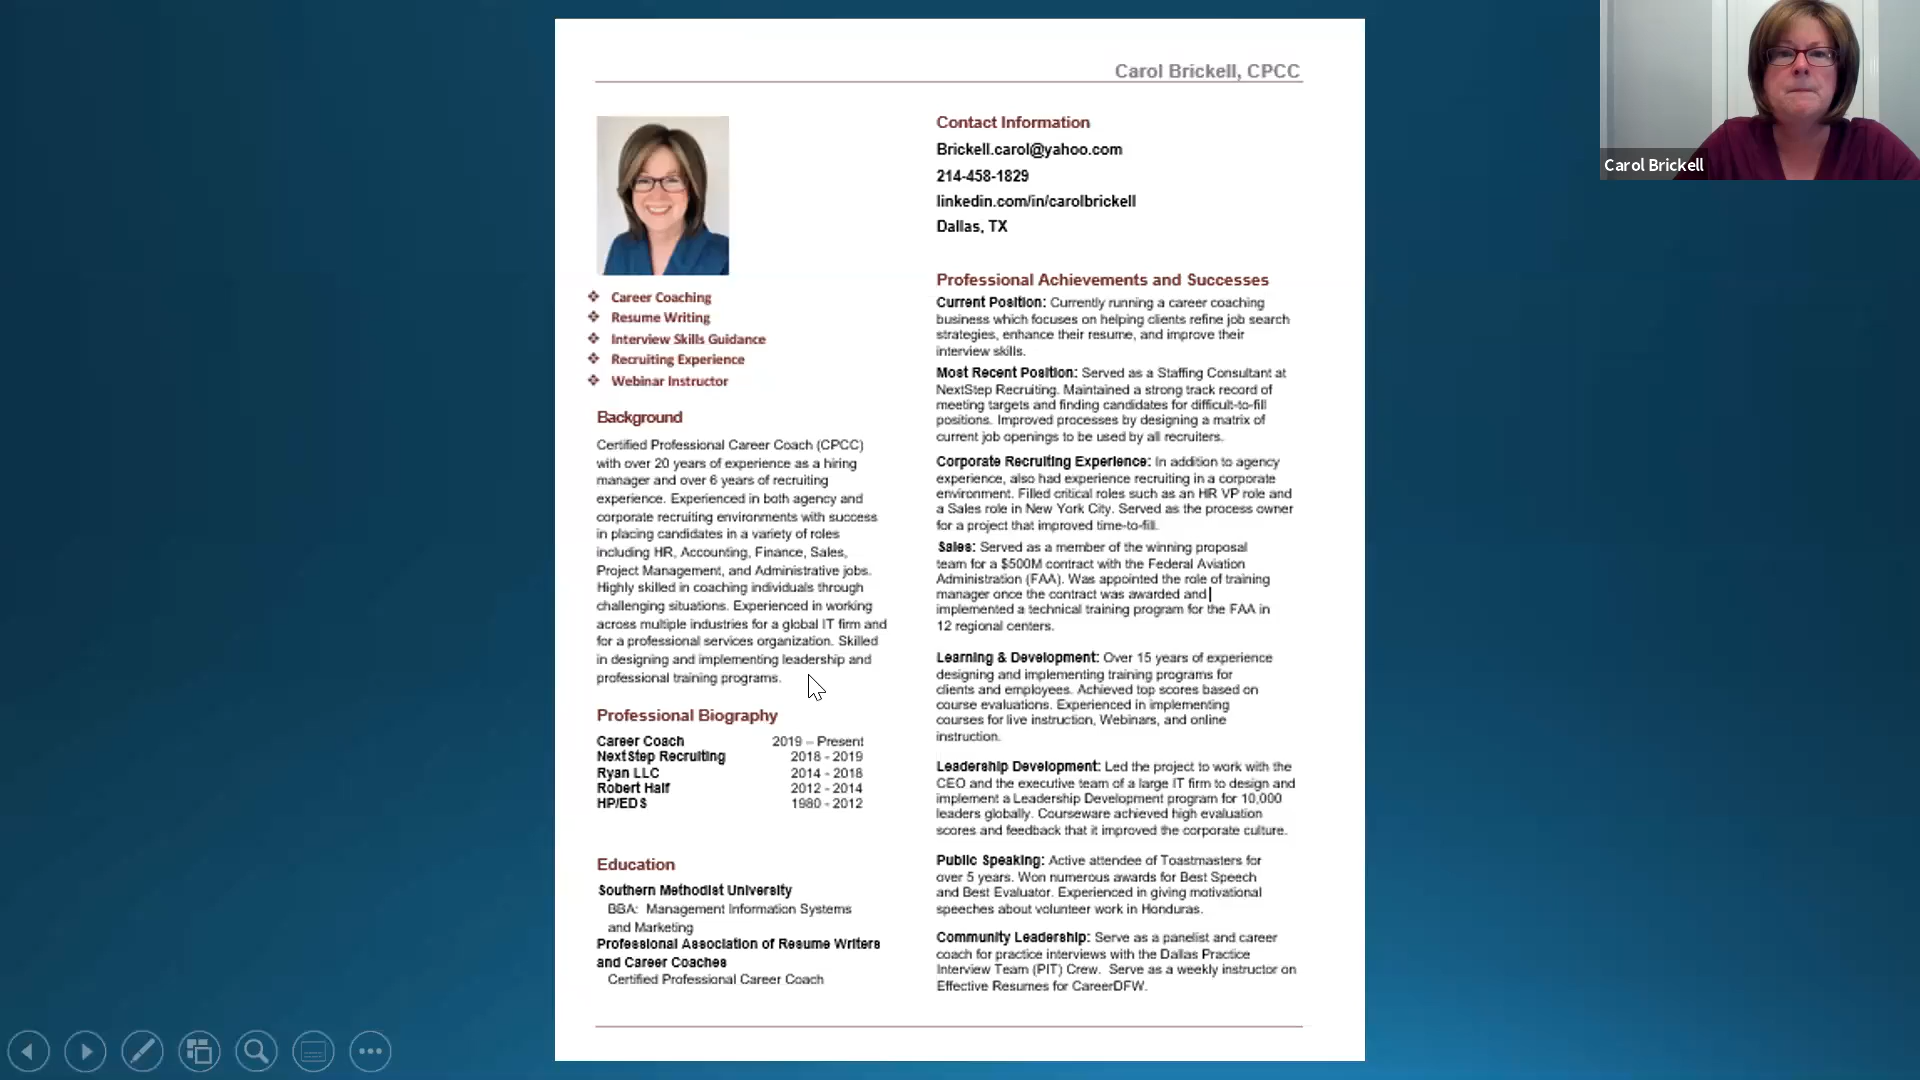 Carol Brickell, CPCC
Career Coaching
Resume Writing
Interview Skills Guidance
Recruiting Experience
Webinar Instructor
Background
Certified Professional Career Coach (CPCC)
with over 20 years of experience as a hiring
manager and over 6 years of recruiting
experience. Experienced in both agency and
corporate recruiting environments with success
in placing candidates in a variety of roles
including HR, Accounting, Finance, Sales,
Project Management, and Administrative jobs.
Highly skilled in coaching individuals through
challenging situations. Experienced in working
across multiple industries for a global IT firm and
for a professional services organization. Skilled
in designing and implementing leadership and
professional training programs.
Professional Biography
Career Coach 2019 – Present
NextStep Recruiting 2018 - 2019
Ryan LLC 2014 - 2018
Robert Half 2012 - 2014
HP/EDS 1980 - 2012
Education
Southern Methodist University
BBA: Management Information Systems
and Marketing
Professional Association of Resume Writers
and Career Coaches
Certified Professional Career Coach
Contact Information
Brickell.carol@yahoo.com
214-458-1829
linkedin.com/in/carolbrickell
Dallas, TX
Professional Achievements and Successes
Current Position: Currently running a career coaching
business which focuses on helping clients refine job search
strategies, enhance their resume, and improve their
interview skills.
Most Recent Position: Served as a Staffing Consultant at
NextStep Recruiting. Maintained a strong track record of
meeting targets and finding candidates for difficult-to-fill
positions. Improved processes by designing a matrix of
current job openings to be used by all recruiters.
Corporate Recruiting Experience: In addition to agency
experience, also had experience recruiting in a corporate
environment. Filled critical roles such as an HR VP role and
a Sales role in New York City. Served as the process owner
for a project that improved time-to-fill.
Sales: Served as a member of the winning proposal
team for a $500M contract with the Federal Aviation
Administration (FAA). Was appointed the role of training
manager once the contract was awarded and
implemented a technical training program for the FAA in
12 regional centers.
Learning & Development: Over 15 years of experience
designing and implementing training programs for
clients and employees. Achieved top scores based on
course evaluations. Experienced in implementing
courses for live instruction, Webinars, and online
instruction.
Leadership Development: Led the project to work with the
CEO and the executive team of a large IT firm to design and
implement a Leadership Development program for 10,000
leaders globally. Courseware achieved high evaluation
scores and feedback that it improved the corporate culture.
Public Speaking: Active attendee of Toastmasters for
over 5 years. Won numerous awards for Best Speech
and Best Evaluator. Experienced in giving motivational
speeches about volunteer work in Honduras.
Community Leadership: Serve as a panelist and career
coach for practice interviews with the Dallas Practice
Interview Team (PIT) Crew. Serve as a weekly instructor on
Effective Resumes for CareerDFW.
Carol Brickell